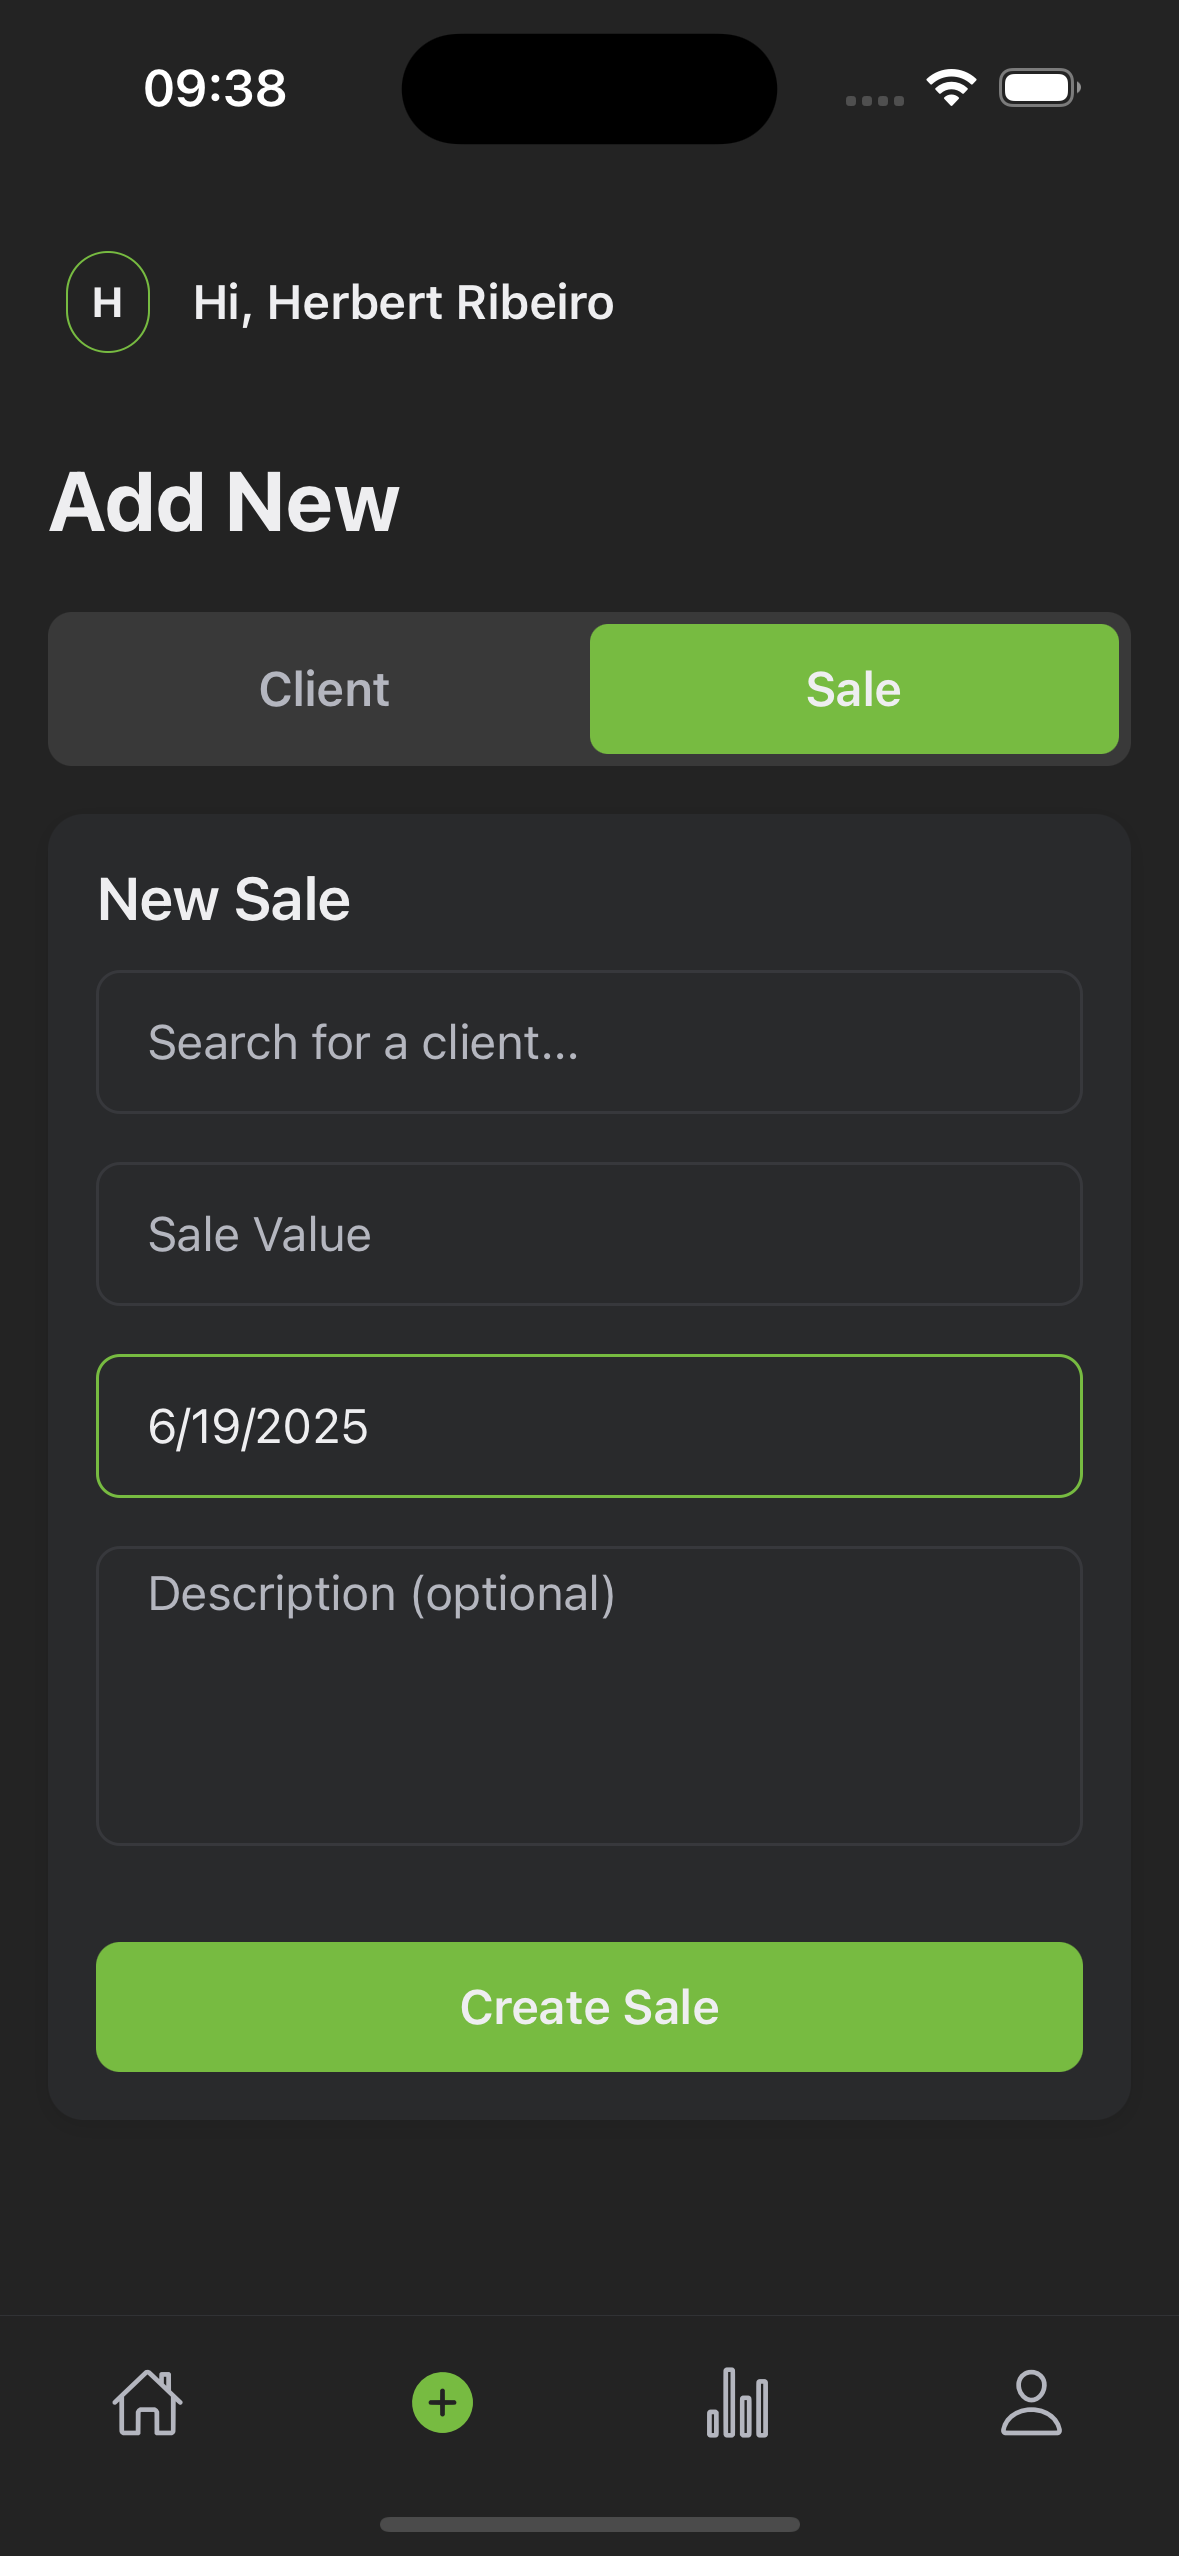 09:38
H
Hi, Herbert Ribeiro
Add New
Client
Sale
New Sale
Search for a client...
Sale Value
6/19/2025
Description (optional)
Create Sale